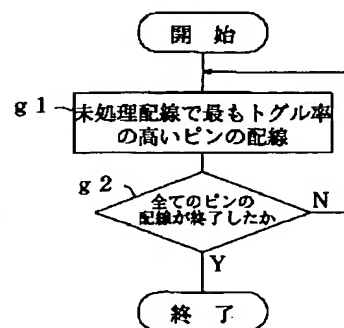 開 始
g1
未処理配線で最もトグル率
の高いピンの配線
g2
全てのピンの
配線が終了したか
N
Y
終 了